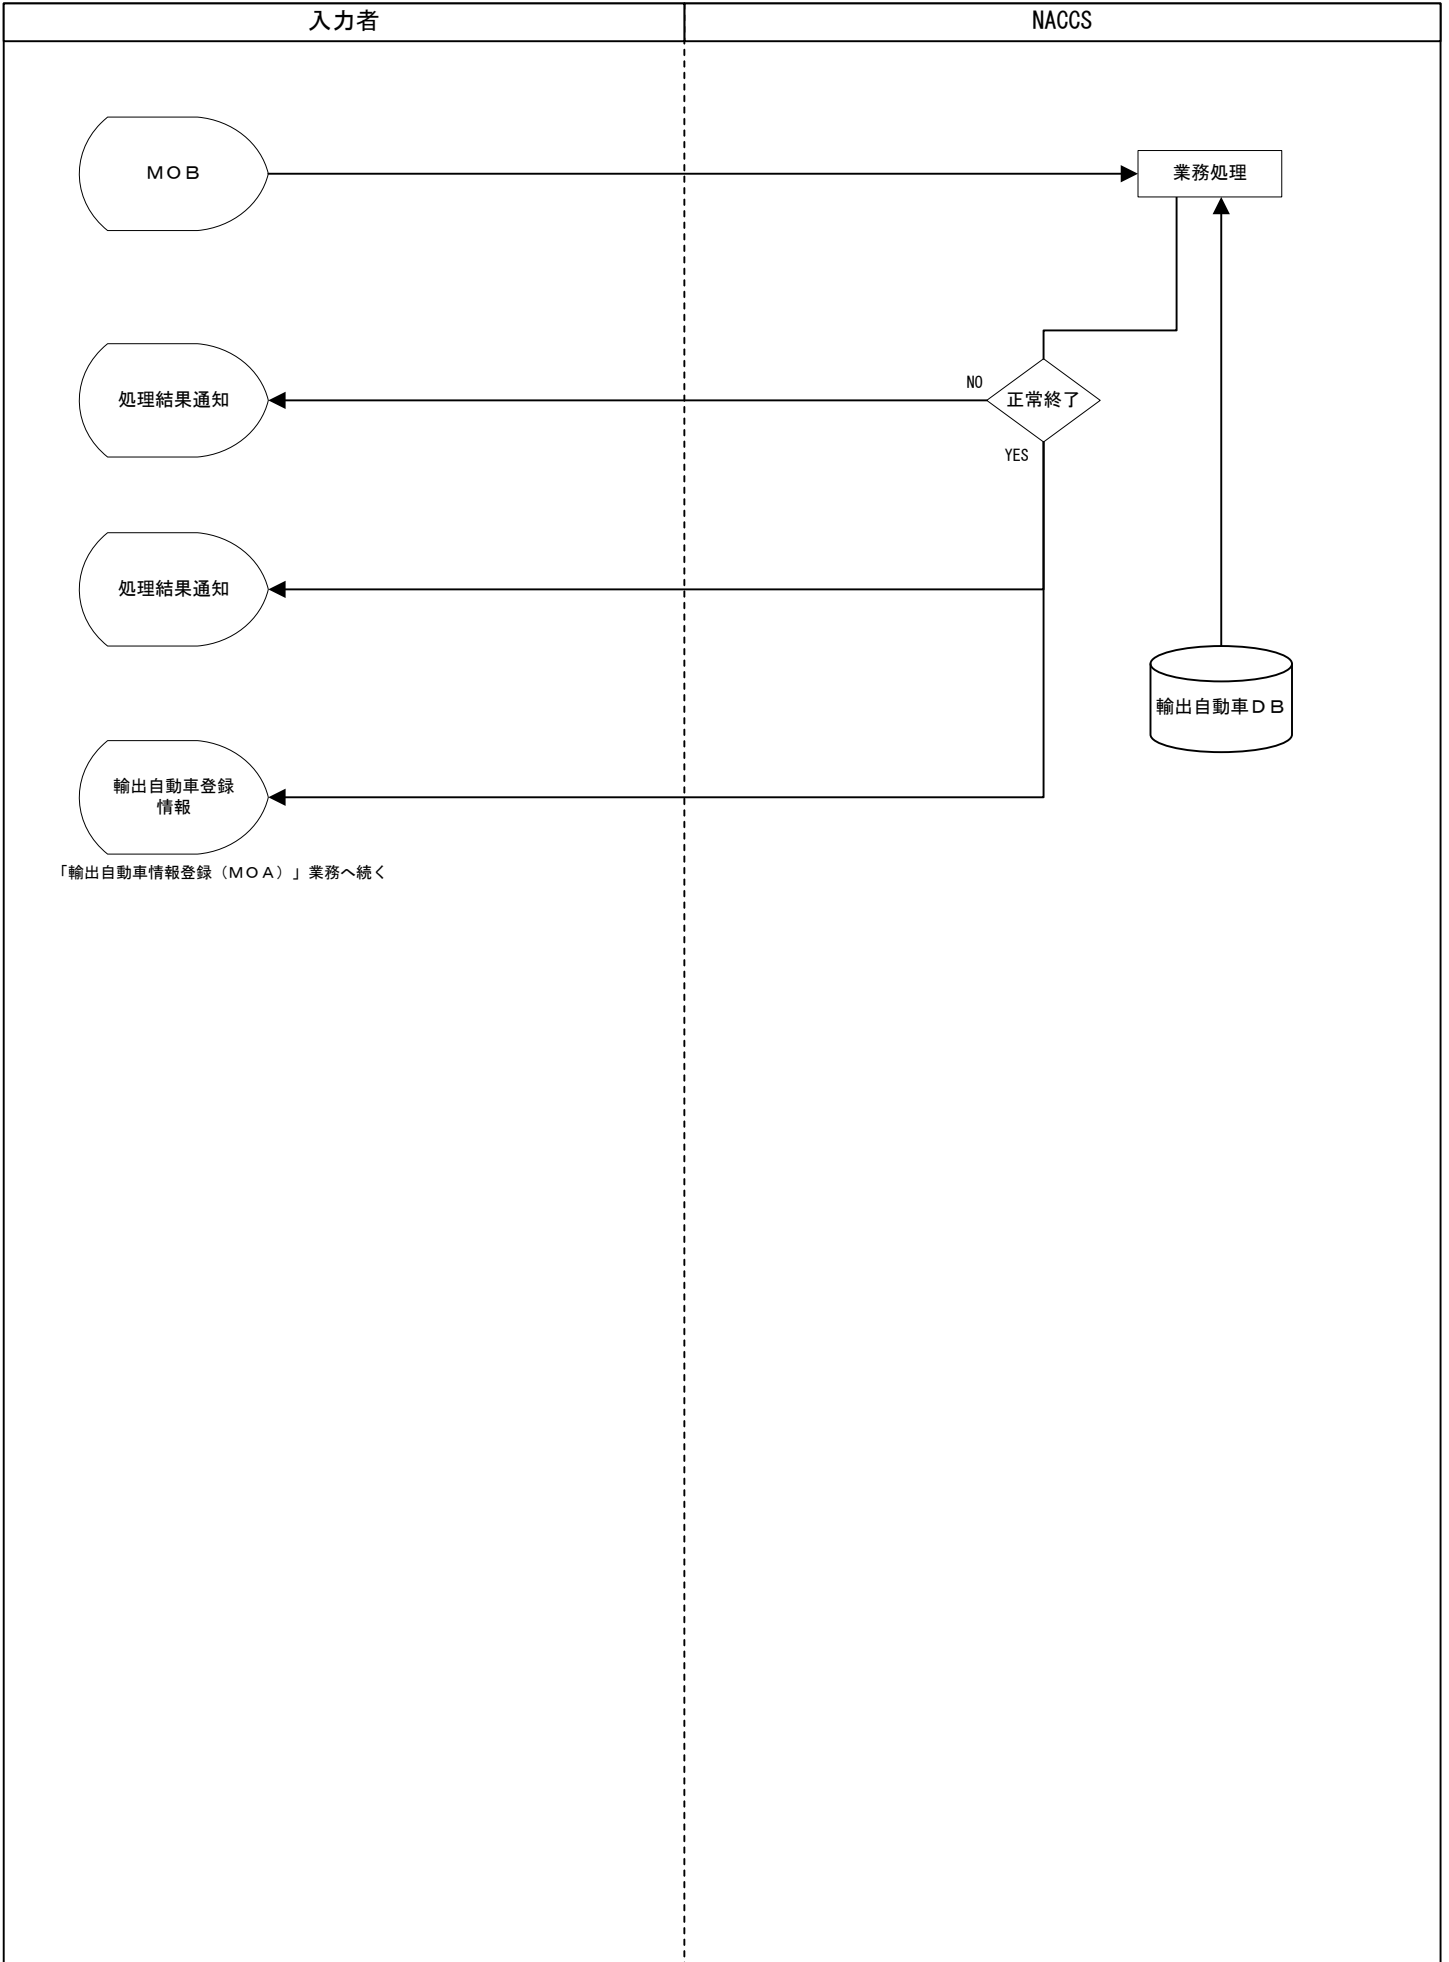 入力者
NACCS
ＭＯＢ
業務処理
処理結果通知
NO
正常終了
YES
処理結果通知
輸出自動車ＤＢ
輸出自動車登録
情報
「輸出自動車情報登録（ＭＯＡ）」業務へ続く